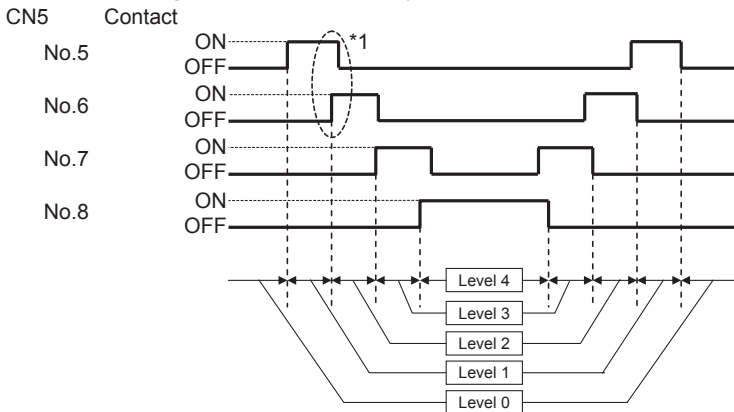 CN5 Contact
No.5 ON *1
OFF
No.6 ON
OFF
No.7 ON
OFF
No.8 ON
OFF
Level 4
Level 3
Level 2
Level 1
Level 0